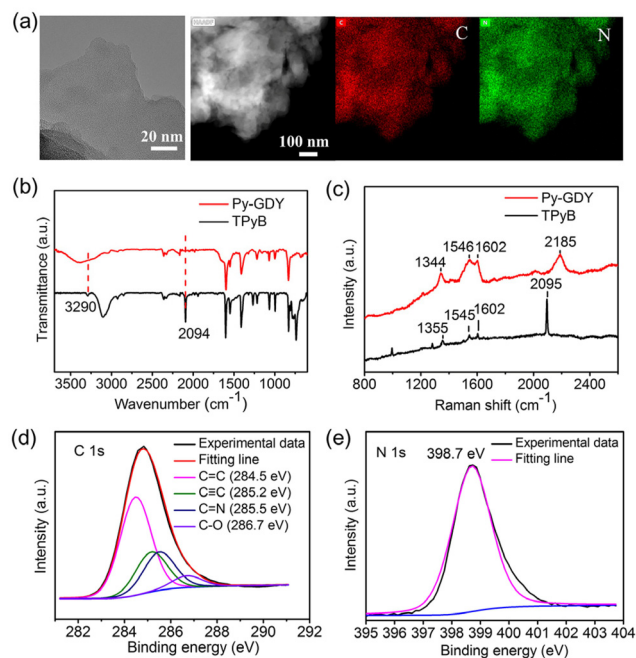 (a)
20 nm
HAADF
100 nm
C
C
N
N
(b)
Py-GDY
TPyB
3290
2094
Transmittance (a.u.)
3500 3000 2500 2000 1500 1000
Wavenumber (cm⁻¹)
(c)
Py-GDY
TPyB
2185
1546 1602
1344
2095
1545 1602
1355
Intensity (a.u.)
800 1200 1600 2000 2400
Raman shift (cm⁻¹)
(d)
C 1s
Experimental data
Fitting line
C=C (284.5 eV)
C≡C (285.2 eV)
C=N (285.5 eV)
C-O (286.7 eV)
Intensity (a.u.)
282 284 286 288 290 292
Binding energy (eV)
(e)
N 1s
398.7 eV
Experimental data
Fitting line
Intensity (a.u.)
395 396 397 398 399 400 401 402 403 404
Binding energy (eV)